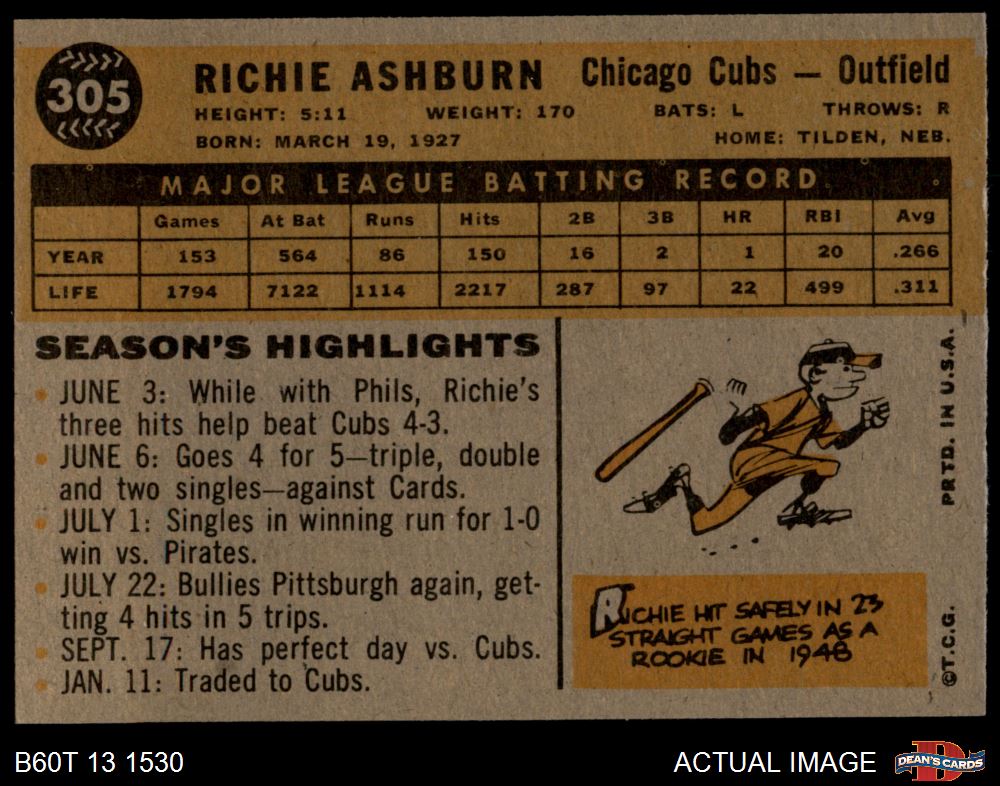 305
RICHIE ASHBURN Chicago Cubs — Outfield
HEIGHT: 5:11 WEIGHT: 170 BATS: L THROWS: R
BORN: MARCH 19, 1927 HOME: TILDEN, NEB.
MAJOR LEAGUE BATTING RECORD
Games At Bat Runs Hits 2B 3B HR RBI Avg
YEAR 153 564 86 150 16 2 1 20 .266
LIFE 1794 7122 1114 2217 287 97 22 499 .311
SEASON'S HIGHLIGHTS
• JUNE 3: While with Phils, Richie's
three hits help beat Cubs 4-3.
• JUNE 6: Goes 4 for 5—triple, double
and two singles—against Cards.
• JULY 1: Singles in winning run for 1-0
win vs. Pirates.
• JULY 22: Bullies Pittsburgh again, get-
ting 4 hits in 5 trips.
• SEPT. 17: Has perfect day vs. Cubs.
• JAN. 11: Traded to Cubs.
RICHIE HIT SAFELY IN 23
STRAIGHT GAMES AS A
ROOKIE IN 1948
©T.C.G. PRTD. IN U.S.A.
B60T 13 1530 ACTUAL IMAGE
D
DEAN'S CARDS